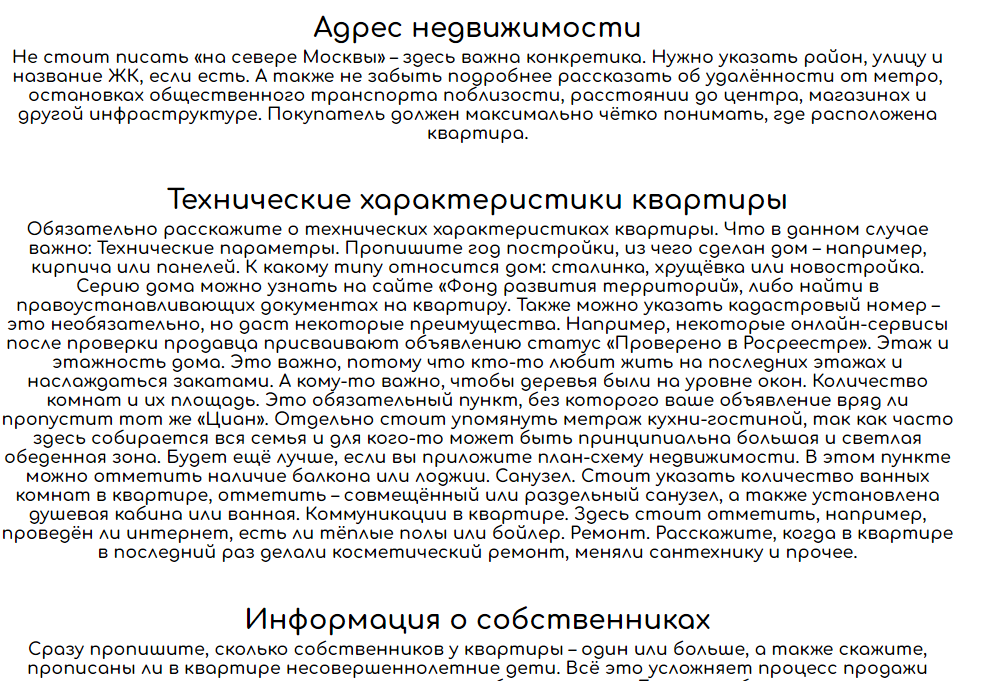 Адрес недвижимости
Не стоит писать «на севере Москвы» – здесь важна конкретика. Нужно указать район, улицу и
название ЖК, если есть. А также не забыть подробнее рассказать об удалённости от метро,
остановках общественного транспорта поблизости, расстоянии до центра, магазинах и
другой инфраструктуре. Покупатель должен максимально чётко понимать, где расположена
квартира.
Технические характеристики квартиры
Обязательно расскажите о технических характеристиках квартиры. Что в данном случае
важно: Технические параметры. Пропишите год постройки, из чего сделан дом – например,
кирпича или панелей. К какому типу относится дом: сталинка, хрущёвка или новостройка.
Серию дома можно узнать на сайте «Фонд развития территорий», либо найти в
правоустанавливающих документах на квартиру. Также можно указать кадастровый номер –
это необязательно, но даст некоторые преимущества. Например, некоторые онлайн-сервисы
после проверки продавца присваивают объявлению статус «Проверено в Росреестре». Этаж и
этажность дома. Это важно, потому что кто-то любит жить на последних этажах и
наслаждаться закатами. А кому-то важно, чтобы деревья были на уровне окон. Количество
комнат и их площадь. Это обязательный пункт, без которого ваше объявление вряд ли
пропустит тот же «Циан». Отдельно стоит упомянуть метраж кухни-гостиной, так как часто
здесь собирается вся семья и для кого-то может быть принципиальна большая и светлая
обеденная зона. Будет ещё лучше, если вы приложите план-схему недвижимости. В этом пункте
можно отметить наличие балкона или лоджии. Санузел. Стоит указать количество ванных
комнат в квартире, отметить – совмещённый или раздельный санузел, а также установлена
душевая кабина или ванная. Коммуникации в квартире. Здесь стоит отметить, например,
проведён ли интернет, есть ли тёплые полы или бойлер. Ремонт. Расскажите, когда в квартире
в последний раз делали косметический ремонт, меняли сантехнику и прочее.
Информация о собственниках
Сразу пропишите, сколько собственников у квартиры – один или больше, а также скажите,
прописаны ли в квартире несовершеннолетние дети. Всё это усложняет процесс продажи